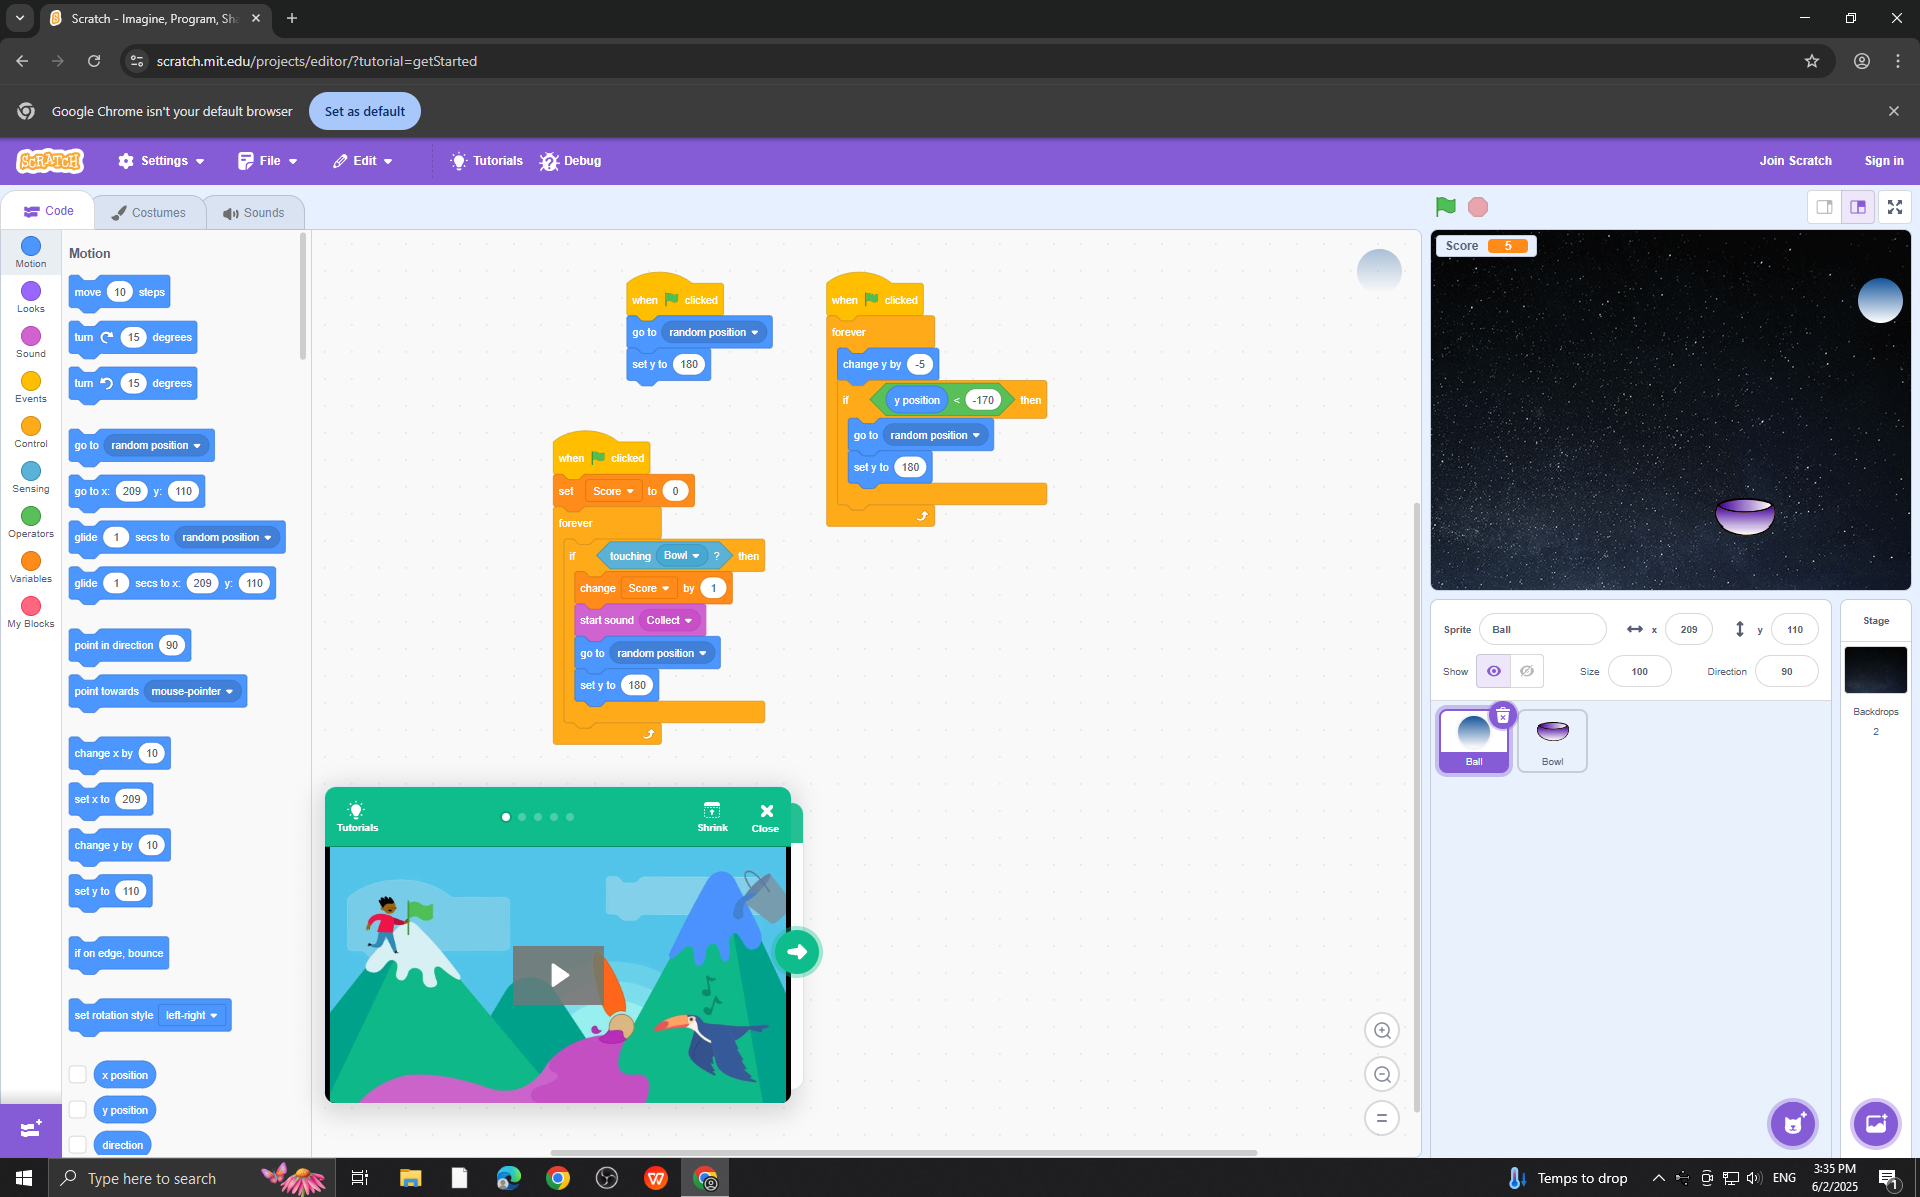 Scratch - Imagine, Program, Sha
scratch.mit.edu/projects/editor/?tutorial=getStarted
Google Chrome isn't your default browser
Set as default
SCRATCH
Settings
File
Edit
Tutorials
Debug
Join Scratch
Sign in
Code
Costumes
Sounds
Motion
Looks
Sound
Events
Control
Sensing
Operators
Variables
My Blocks
Motion
move 10 steps
turn 15 degrees
turn 15 degrees
go to random position
go to x: 209 y: 110
glide 1 secs to random position
glide 1 secs to x: 209 y: 110
point in direction 90
point towards mouse-pointer
change x by 10
set x to 209
change y by 10
set y to 110
if on edge, bounce
set rotation style left-right
x position
y position
direction
when clicked
go to random position
set y to 180
when clicked
forever
change y by -5
if y position < -170 then
go to random position
set y to 180
when clicked
set Score to 0
forever
if touching Bowl ? then
change Score by 1
start sound Collect
go to random position
set y to 180
Tutorials
Shrink
Close
Score 5
Sprite Ball x 209 y 110
Show Size 100 Direction 90
Ball
Bowl
Stage
Backdrops
2
Type here to search
Temps to drop
ENG
3:35 PM
6/2/2025
1